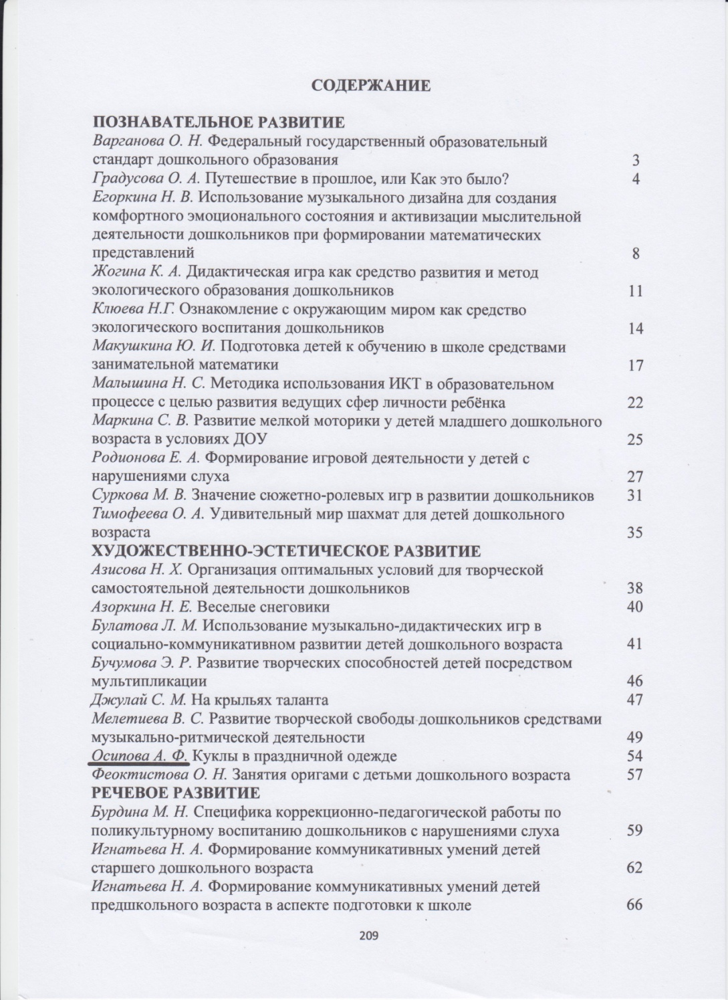 СОДЕРЖАНИЕ
ПОЗНАВАТЕЛЬНОЕ РАЗВИТИЕ
Варганова О. Н. Федеральный государственный образовательный
стандарт дошкольного образования 3
Градусова О. А. Путешествие в прошлое, или Как это было? 4
Егоркина Н. В. Использование музыкального дизайна для создания
комфортного эмоционального состояния и активизации мыслительной
деятельности дошкольников при формировании математических
представлений 8
Жогина К. А. Дидактическая игра как средство развития и метод
экологического образования дошкольников 11
Клюева Н.Г. Ознакомление с окружающим миром как средство
экологического воспитания дошкольников 14
Макушкина Ю. И. Подготовка детей к обучению в школе средствами
занимательной математики 17
Малышина Н. С. Методика использования ИКТ в образовательном
процессе с целью развития ведущих сфер личности ребёнка 22
Маркина С. В. Развитие мелкой моторики у детей младшего дошкольного
возраста в условиях ДОУ 25
Родионова Е. А. Формирование игровой деятельности у детей с
нарушениями слуха 27
Суркова М. В. Значение сюжетно-ролевых игр в развитии дошкольников 31
Тимофеева О. А. Удивительный мир шахмат для детей дошкольного
возраста 35
ХУДОЖЕСТВЕННО-ЭСТЕТИЧЕСКОЕ РАЗВИТИЕ
Азисова Н. Х. Организация оптимальных условий для творческой
самостоятельной деятельности дошкольников 38
Азоркина Н. Е. Веселые снеговики 40
Булатова Л. М. Использование музыкально-дидактических игр в
социально-коммуникативном развитии детей дошкольного возраста 41
Бучумова Э. Р. Развитие творческих способностей детей посредством
мультипликации 46
Джулай С. М. На крыльях таланта 47
Мелетиева В. С. Развитие творческой свободы дошкольников средствами
музыкально-ритмической деятельности 49
Осипова А. Ф. Куклы в праздничной одежде 54
Феоктистова О. Н. Занятия оригами с детьми дошкольного возраста 57
РЕЧЕВОЕ РАЗВИТИЕ
Бурдина М. Н. Специфика коррекционно-педагогической работы по
поликультурному воспитанию дошкольников с нарушениями слуха 59
Игнатьева Н. А. Формирование коммуникативных умений детей
старшего дошкольного возраста 62
Игнатьева Н. А. Формирование коммуникативных умений детей
предшкольного возраста в аспекте подготовки к школе 66
209